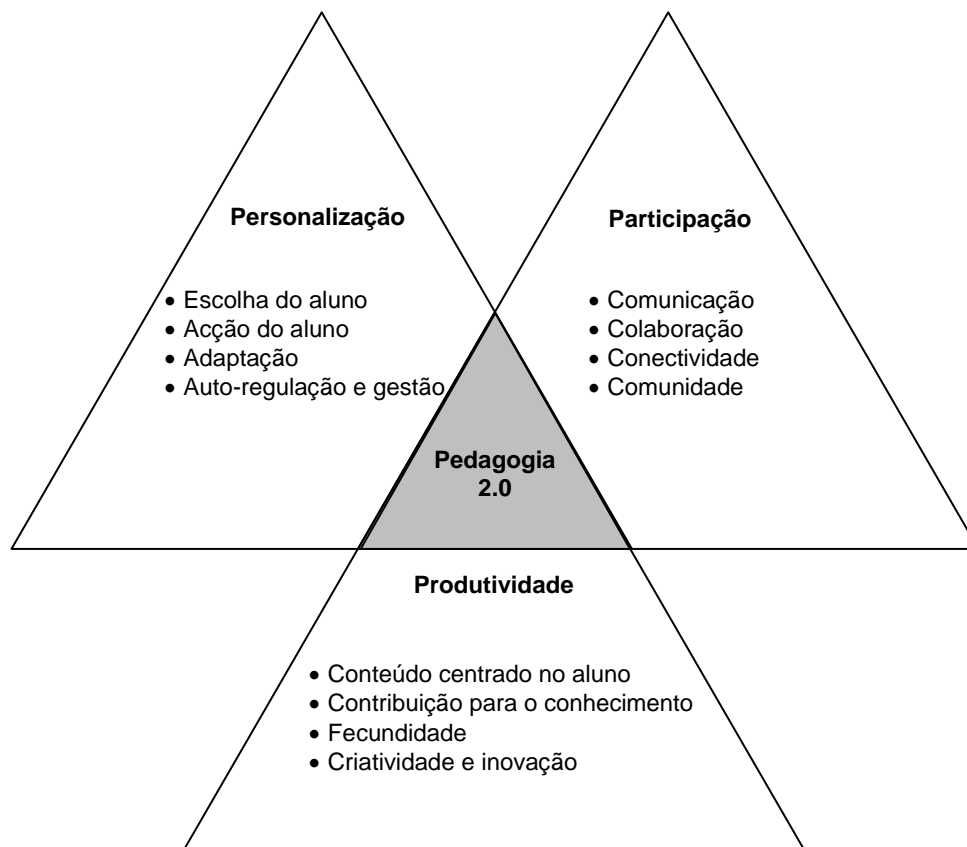 Personalização
• Escolha do aluno
• Acção do aluno
• Adaptação
• Auto-regulação e gestão
Participação
• Comunicação
• Colaboração
• Conectividade
• Comunidade
Pedagogia
2.0
Produtividade
• Conteúdo centrado no aluno
• Contribuição para o conhecimento
• Fecundidade
• Criatividade e inovação